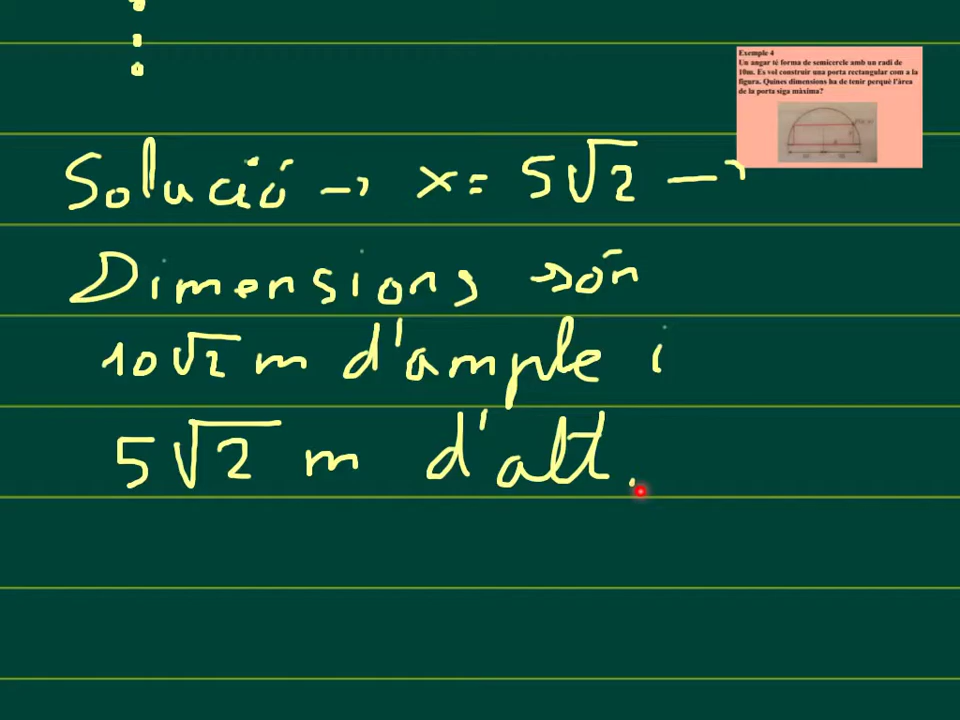 Exemple 4
Un angar té forma de semicercle amb un radi de
10m. Es vol construir una porta rectangular com a la
figura. Quines dimensions ha de tenir perquè l'àrea
de la porta siga màxima?
Solució → x = 5√2 →
Dimensions són
10√2 m d'ample i
5√2 m d'alt.